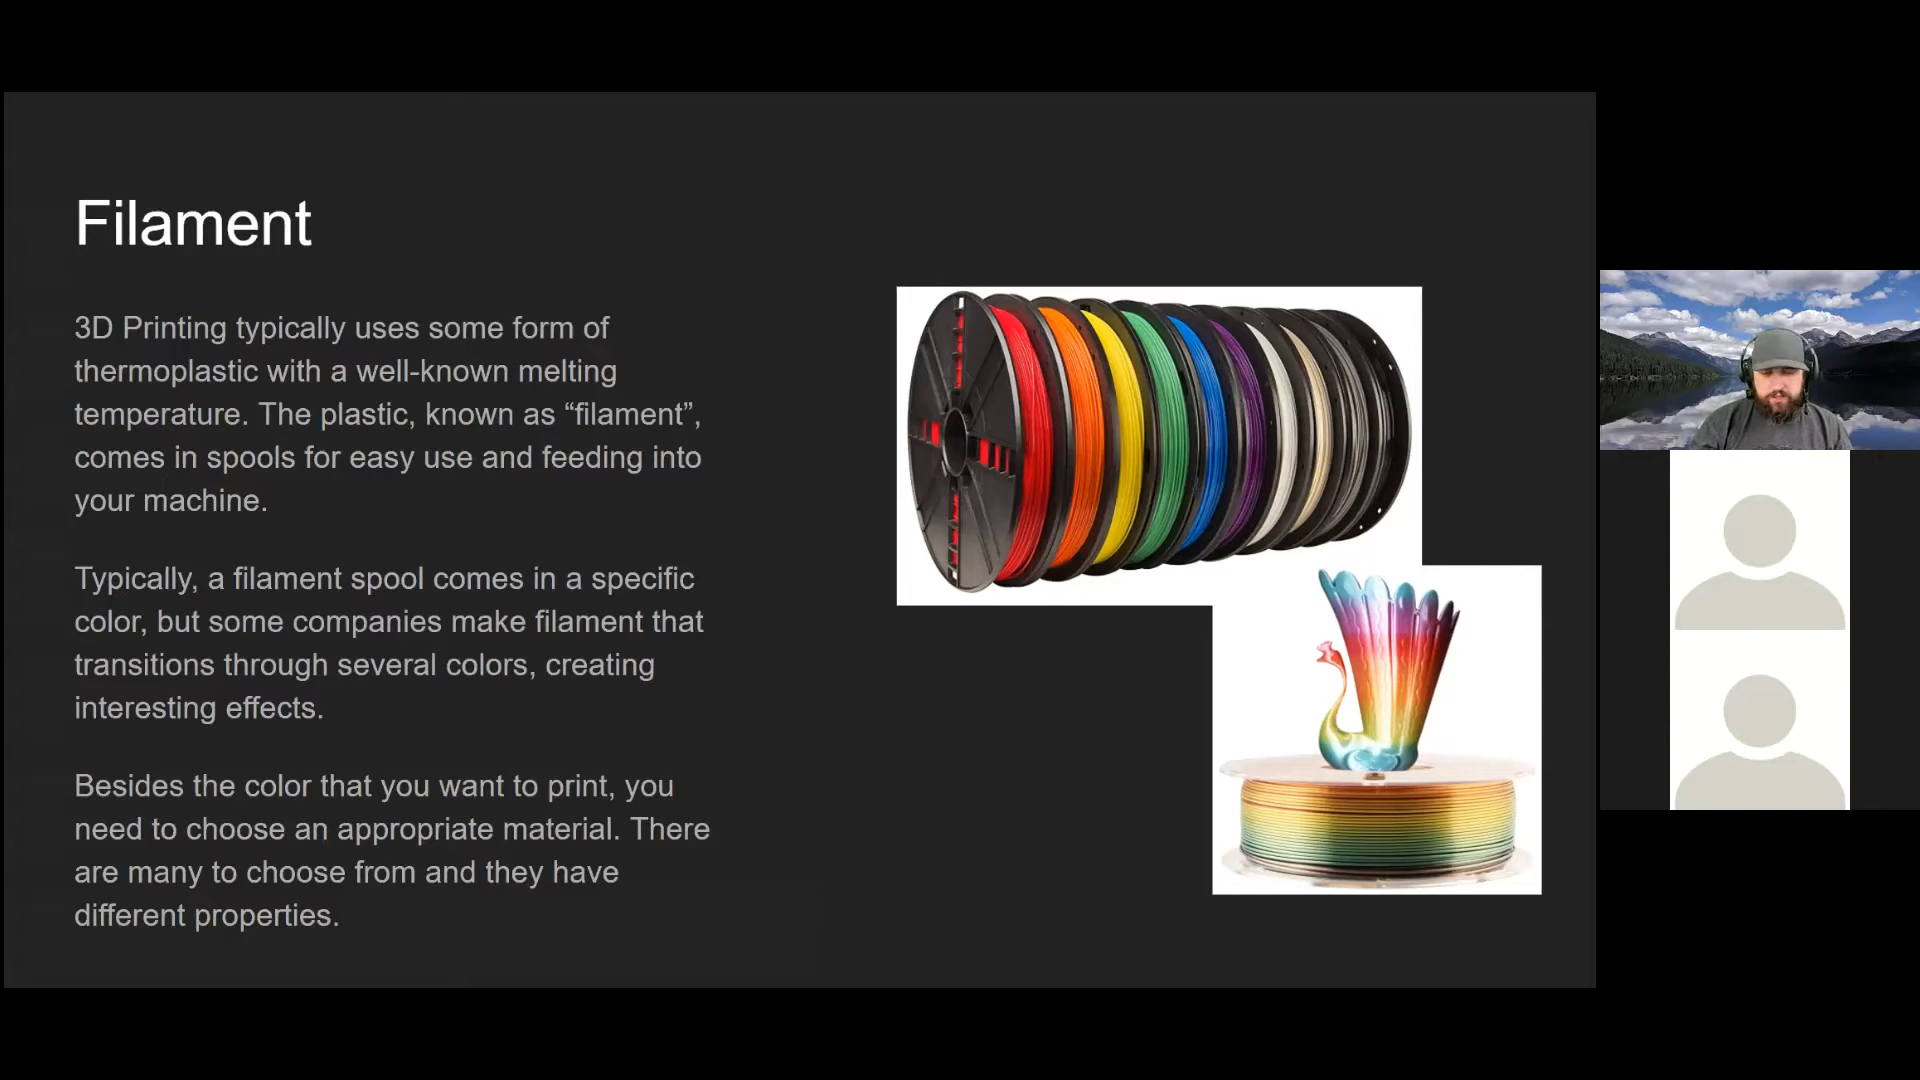 Filament
3D Printing typically uses some form of
thermoplastic with a well-known melting
temperature. The plastic, known as “filament”,
comes in spools for easy use and feeding into
your machine.
Typically, a filament spool comes in a specific
color, but some companies make filament that
transitions through several colors, creating
interesting effects.
Besides the color that you want to print, you
need to choose an appropriate material. There
are many to choose from and they have
different properties.